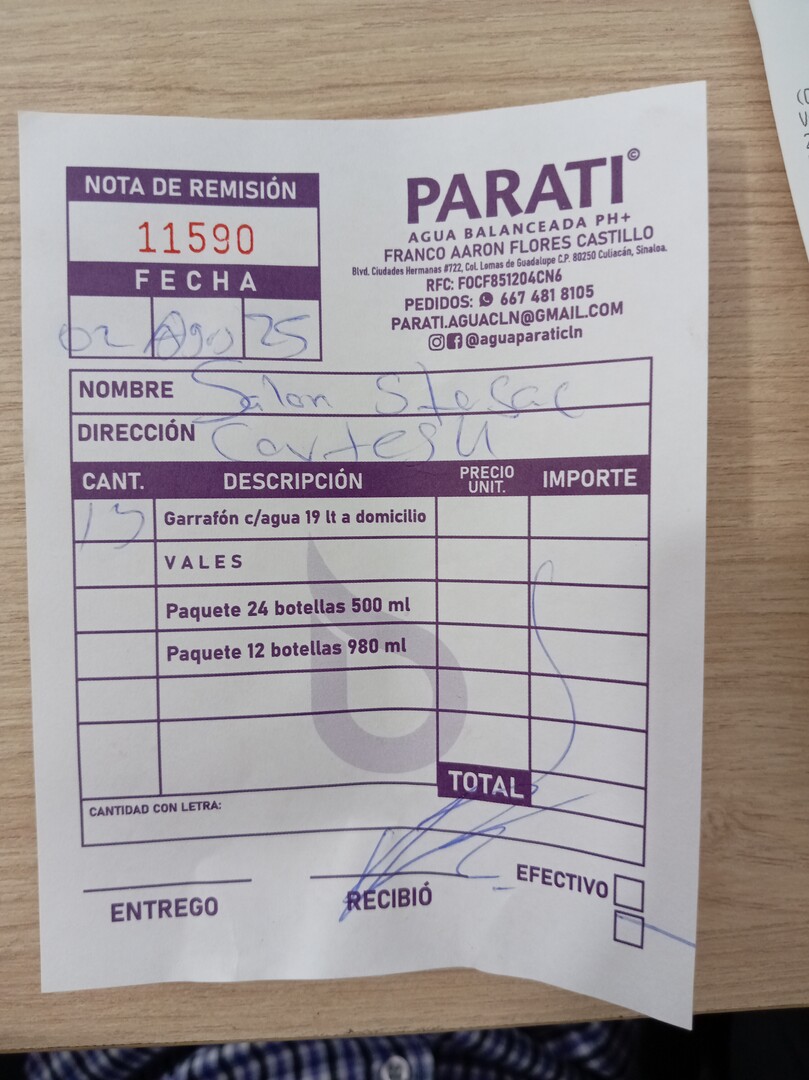 NOTA DE REMISIÓN
11590
FECHA
02 Ago 25
PARATI©
AGUA BALANCEADA PH+
FRANCO AARON FLORES CASTILLO
Blvd. Ciudades Hermanas #722, Col. Lomas de Guadalupe C.P. 80250 Culiacán, Sinaloa.
RFC: FOCF851204CN6
PEDIDOS: 667 481 8105
PARATI.AGUACLN@GMAIL.COM
@aguaparaticln
NOMBRE Salon
DIRECCIÓN
CANT. DESCRIPCIÓN PRECIO UNIT. IMPORTE
Garrafón c/agua 19 lt a domicilio
VALES
Paquete 24 botellas 500 ml
Paquete 12 botellas 980 ml
TOTAL
CANTIDAD CON LETRA:
ENTREGO
RECIBIÓ
EFECTIVO